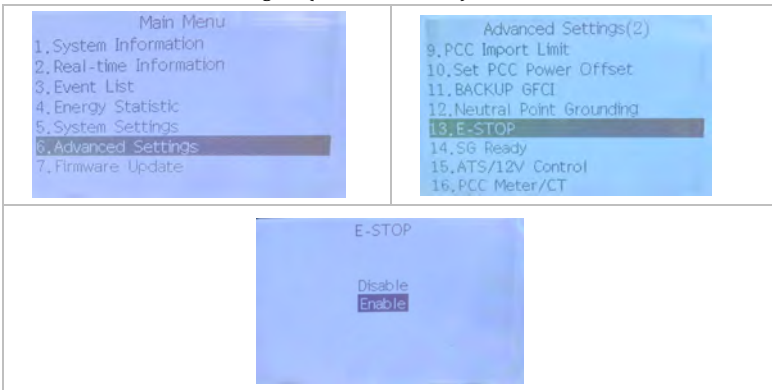 Main Menu
1.System Information
2.Real-time Information
3.Event List
4.Energy Statistic
5.System Settings
6.Advanced Settings
7.Firmware Update
Advanced Settings(2)
9.PCC Import Limit
10.Set PCC Power Offset
11.BACKUP GFCI
12.Neutral Point Grounding
13.E-STOP
14.SG Ready
15.ATS/12V Control
16.PCC Meter/CT
E-STOP
Disable
Enable